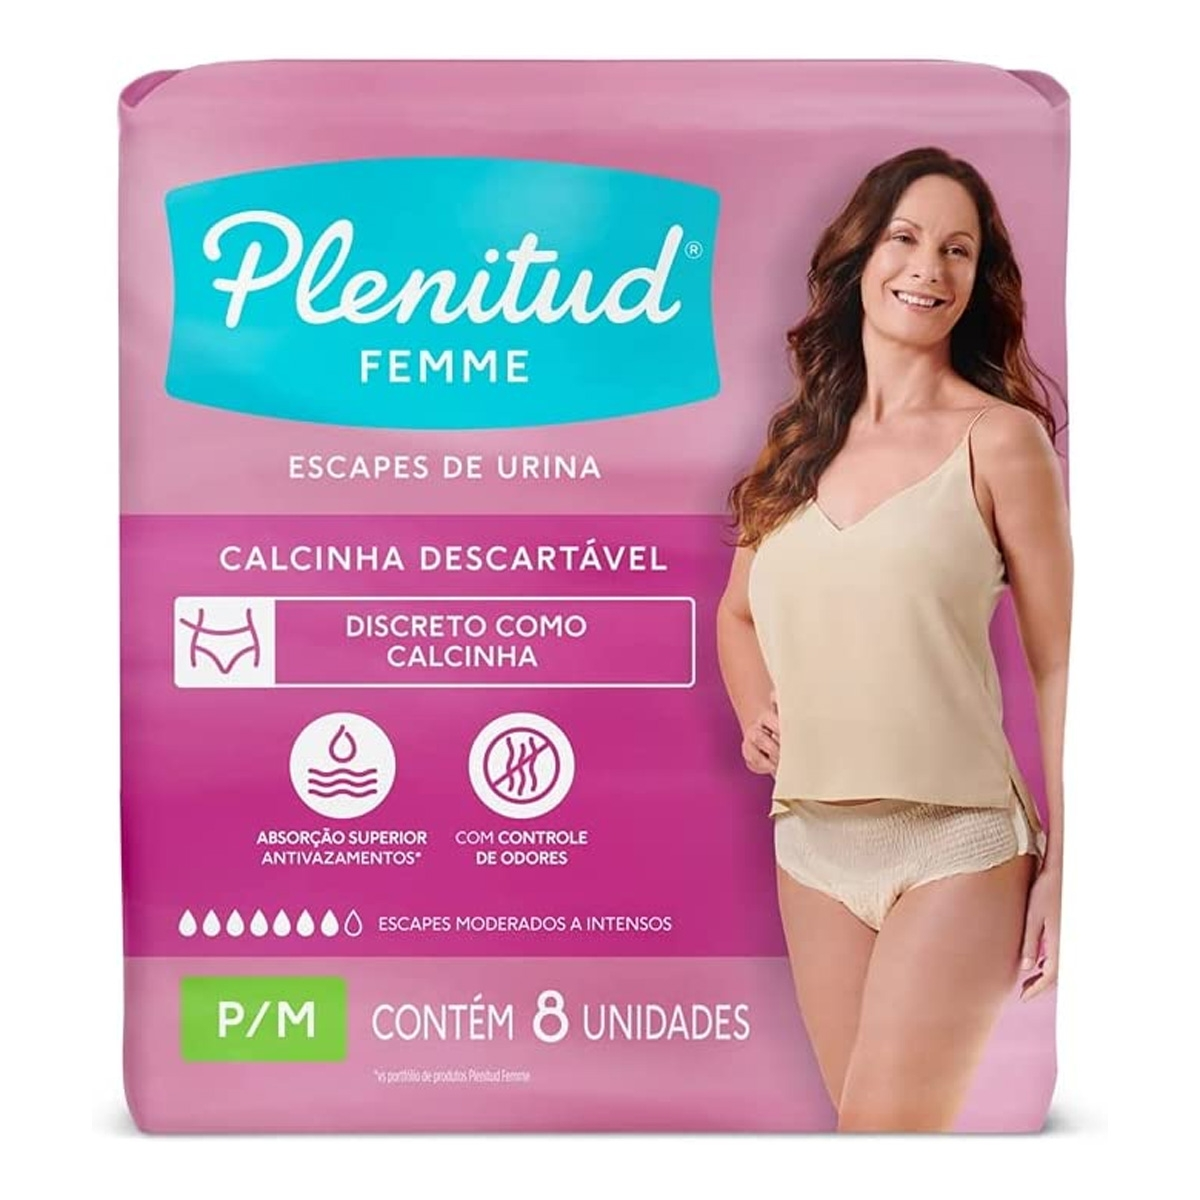 Plenitud®
FEMME
ESCAPES DE URINA
CALCINHA DESCARTÁVEL
DISCRETO COMO
CALCINHA
ABSORÇÃO SUPERIOR
ANTIVAZAMENTOS*
COM CONTROLE
DE ODORES
ESCAPES MODERADOS A INTENSOS
P/M
CONTÉM 8 UNIDADES
*vs portfólio de produtos Plenitud Femme